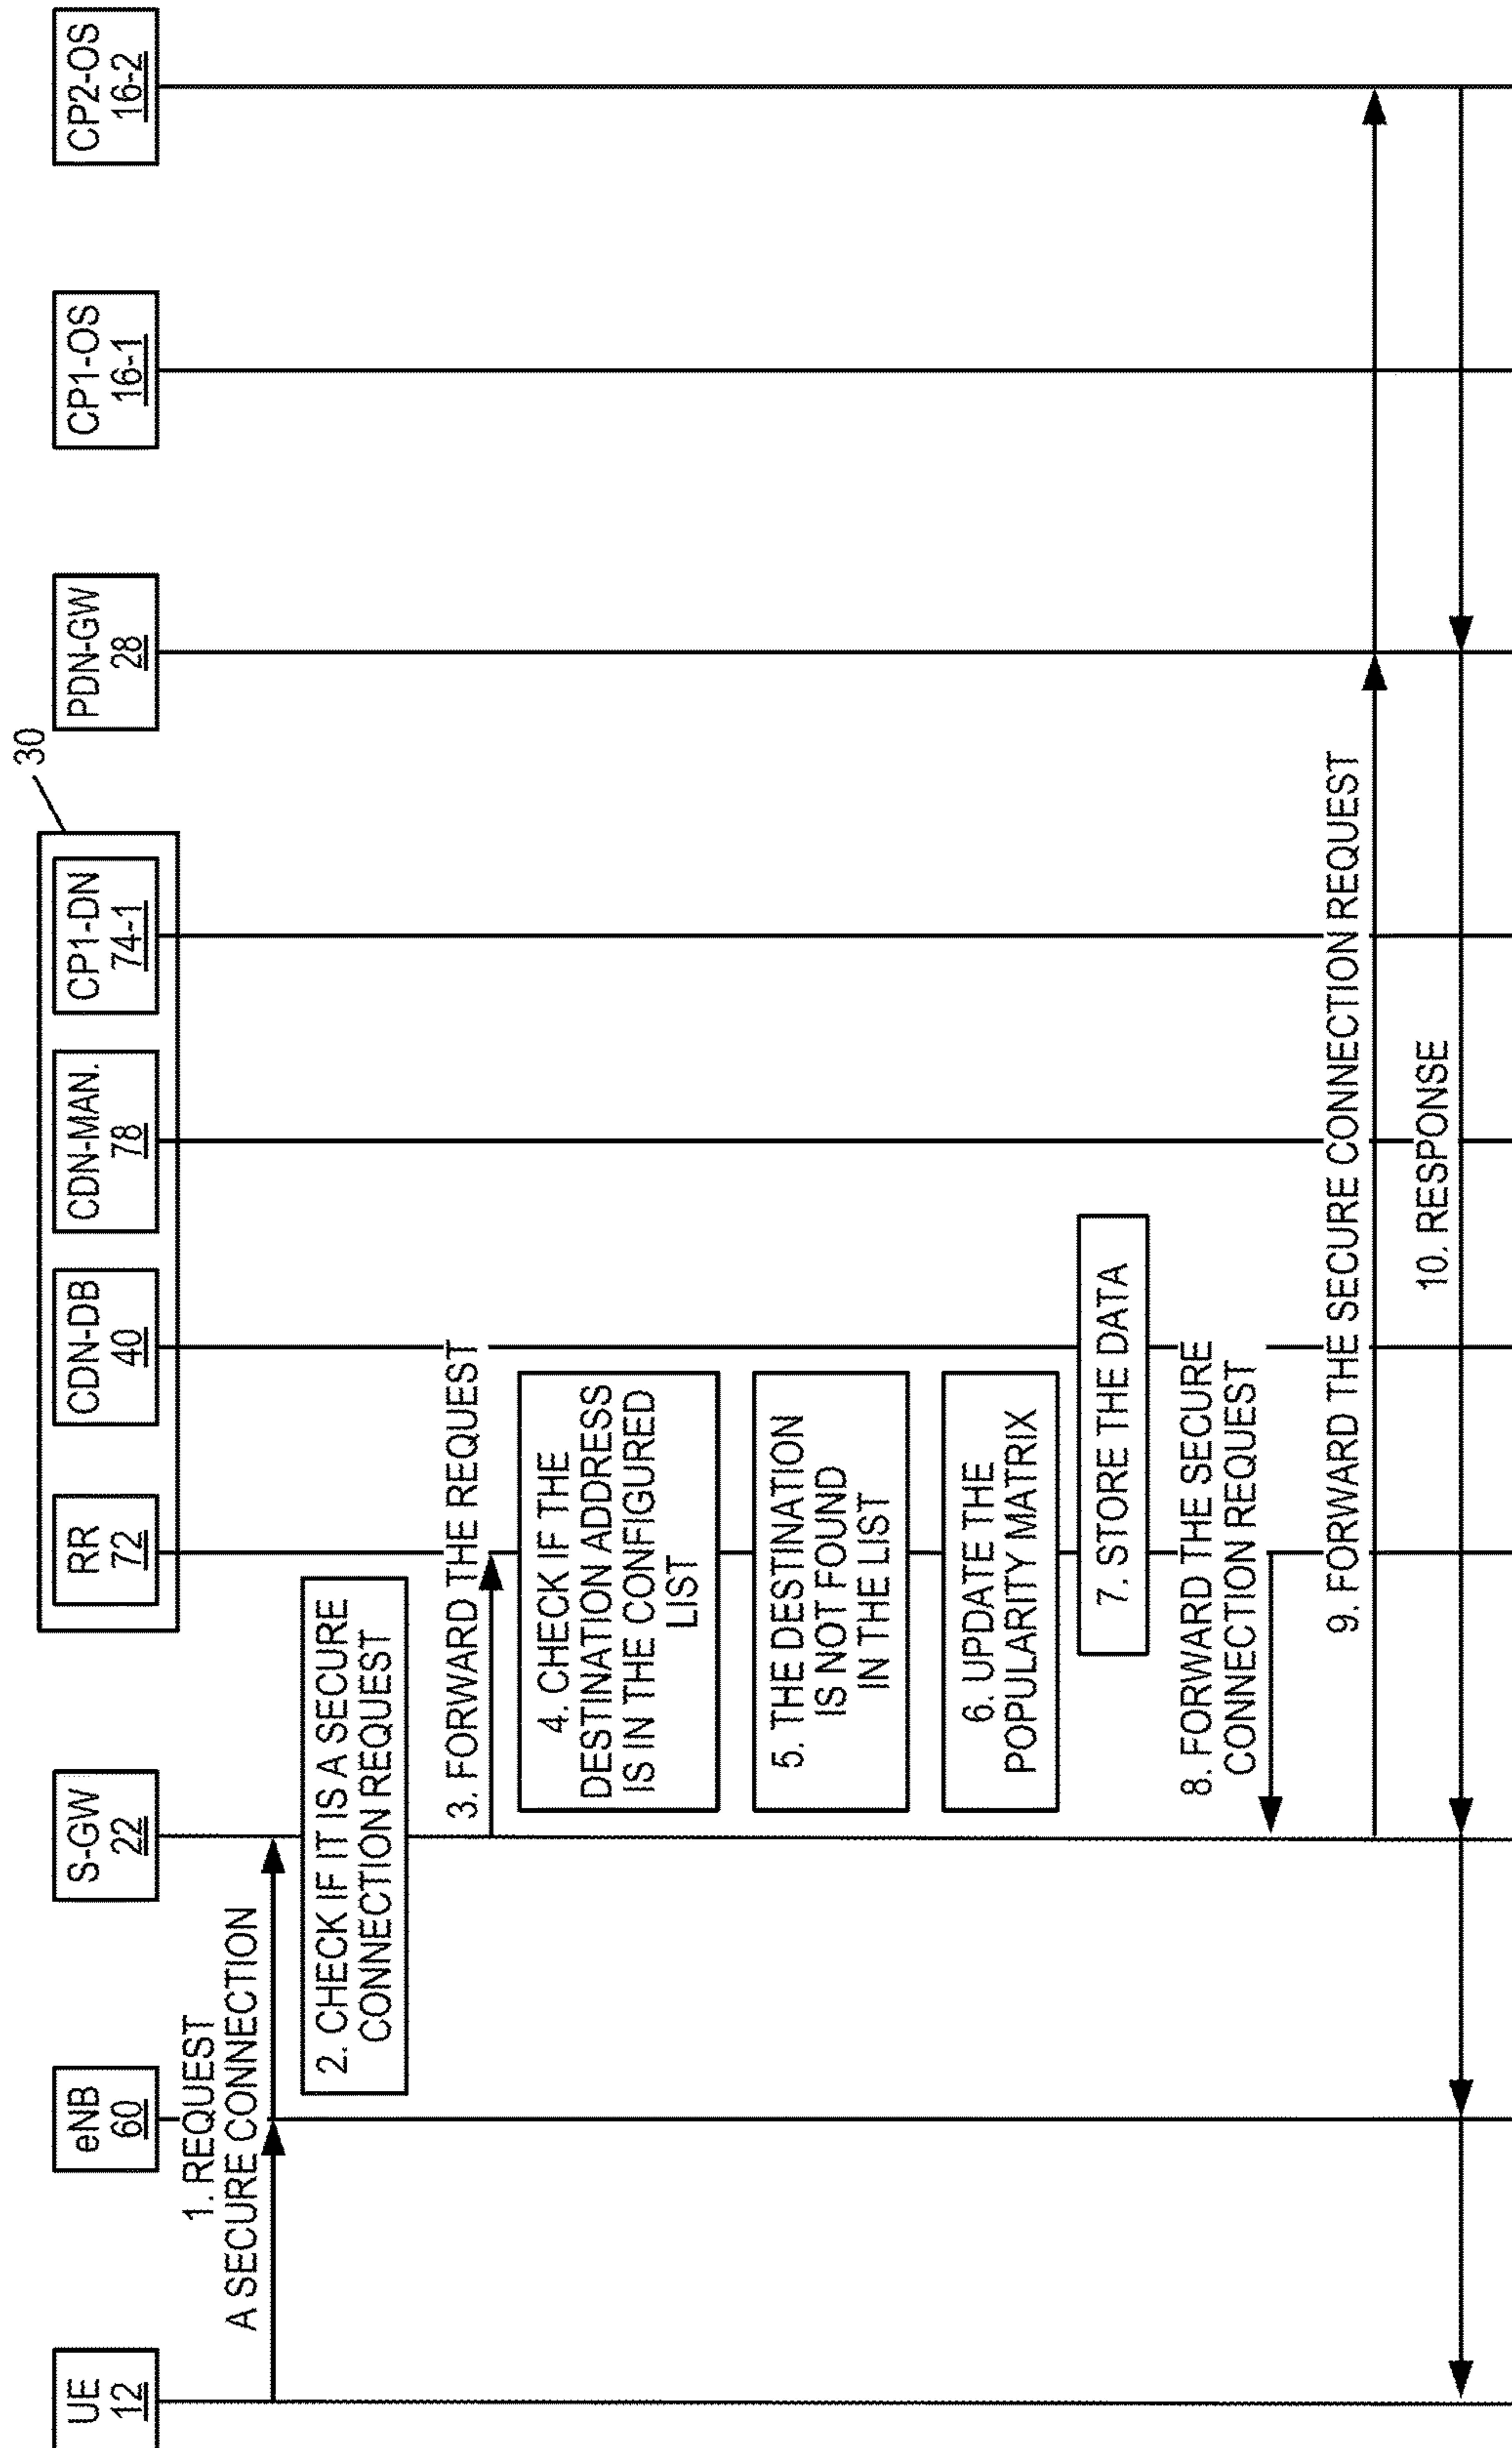 30
UE
12
eNB
60
S-GW
22
RR
72
CDN-DB
40
CDN-MAN.
78
CP1-DN
74-1
PDN-GW
28
CP1-OS
16-1
CP2-OS
16-2
1. REQUEST
A SECURE CONNECTION
2. CHECK IF IT IS A SECURE
CONNECTION REQUEST
3. FORWARD THE REQUEST
4. CHECK IF THE
DESTINATION ADDRESS
IS IN THE CONFIGURED
LIST
5. THE DESTINATION
IS NOT FOUND
IN THE LIST
6. UPDATE THE
POPULARITY MATRIX
7. STORE THE DATA
8. FORWARD THE SECURE
CONNECTION REQUEST
9. FORWARD THE SECURE CONNECTION REQUEST
10. RESPONSE